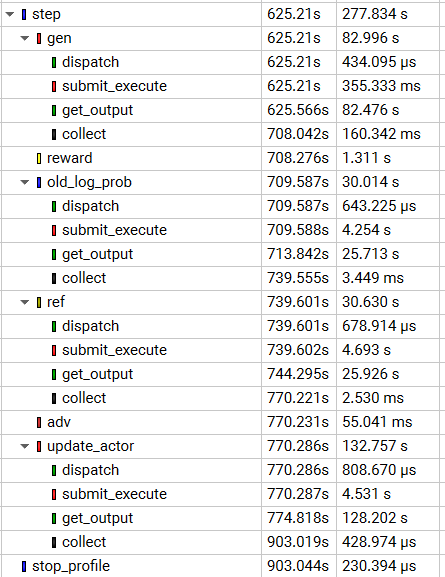 step 625.21s 277.834 s
gen 625.21s 82.996 s
dispatch 625.21s 434.095 µs
submit_execute 625.21s 355.333 ms
get_output 625.566s 82.476 s
collect 708.042s 160.342 ms
reward 708.276s 1.311 s
old_log_prob 709.587s 30.014 s
dispatch 709.587s 643.225 µs
submit_execute 709.588s 4.254 s
get_output 713.842s 25.713 s
collect 739.555s 3.449 ms
ref 739.601s 30.630 s
dispatch 739.601s 678.914 µs
submit_execute 739.602s 4.693 s
get_output 744.295s 25.926 s
collect 770.221s 2.530 ms
adv 770.231s 55.041 ms
update_actor 770.286s 132.757 s
dispatch 770.286s 808.670 µs
submit_execute 770.287s 4.531 s
get_output 774.818s 128.202 s
collect 903.019s 428.974 µs
stop_profile 903.044s 230.394 µs